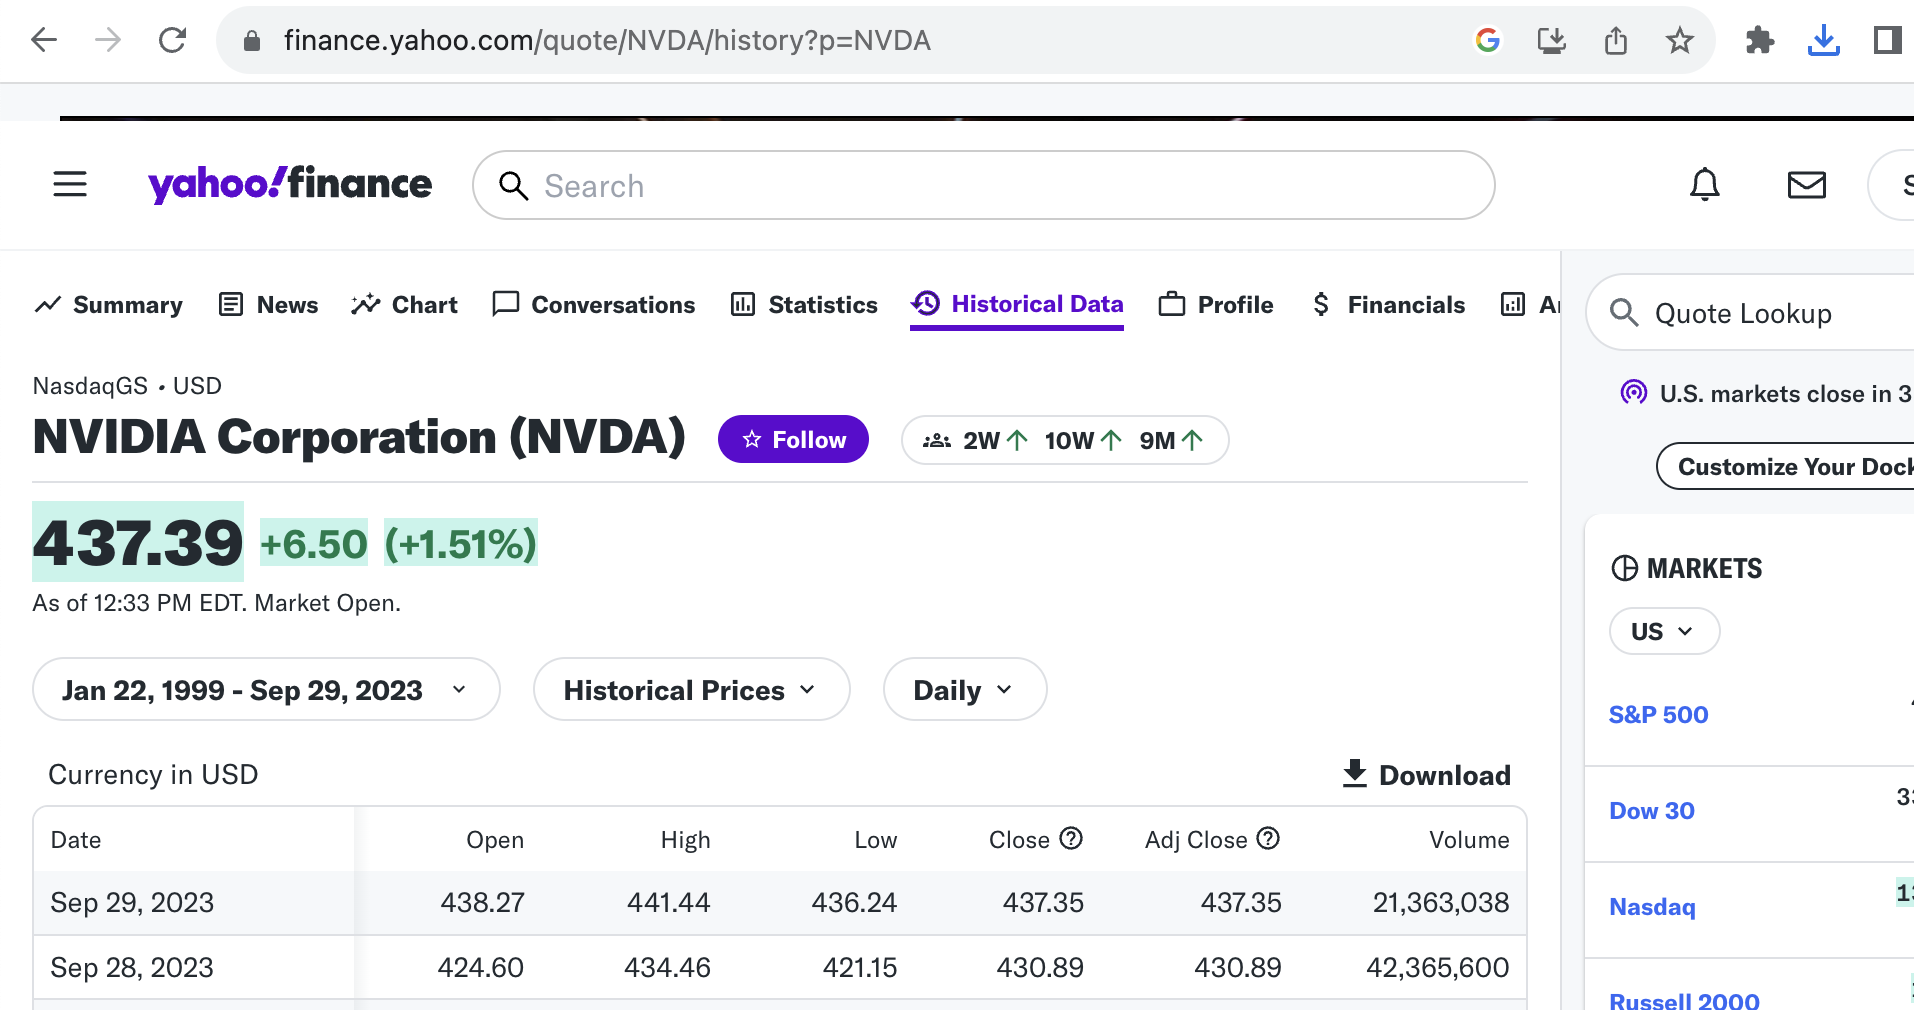 finance.yahoo.com/quote/NVDA/history?p=NVDA
yahoo!finance
Search
Summary News Chart Conversations Statistics Historical Data Profile Financials
Quote Lookup
NasdaqGS • USD
U.S. markets close in 3
NVIDIA Corporation (NVDA)
Follow
2W 10W 9M
Customize Your Dock
437.39 +6.50 (+1.51%)
As of 12:33 PM EDT. Market Open.
MARKETS
US
Jan 22, 1999 - Sep 29, 2023 Historical Prices Daily
S&P 500
Currency in USD
Download
Dow 30
Date Open High Low Close Adj Close Volume
Sep 29, 2023 438.27 441.44 436.24 437.35 437.35 21,363,038
Nasdaq
Sep 28, 2023 424.60 434.46 421.15 430.89 430.89 42,365,600
Russell 2000